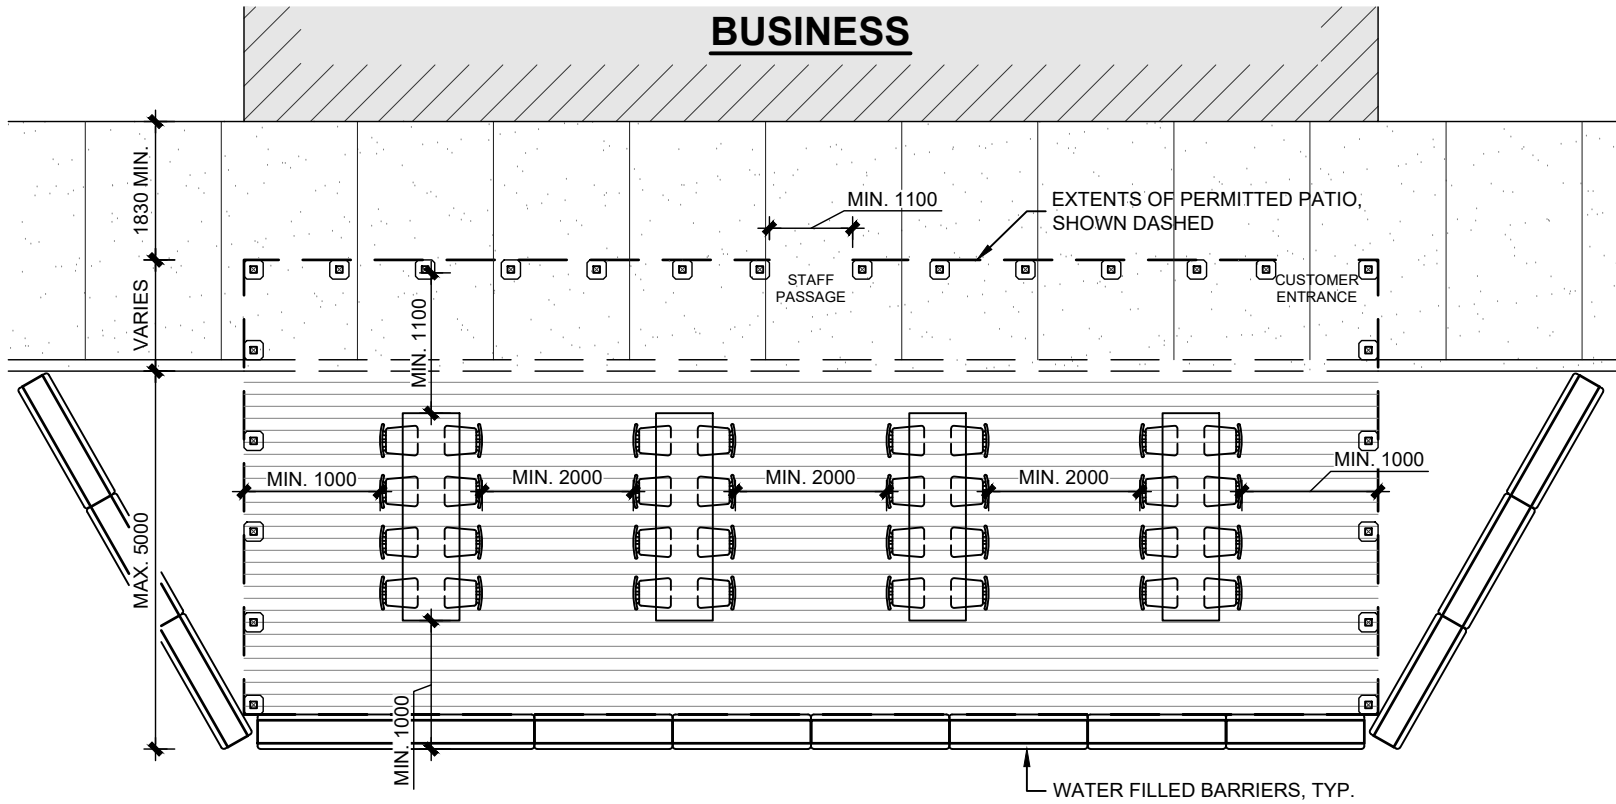 BUSINESS
1830 MIN.
MIN. 1100
EXTENTS OF PERMITTED PATIO,
SHOWN DASHED
VARIES
STAFF
PASSAGE
CUSTOMER
ENTRANCE
MIN. 1100
MAX. 5000
MIN. 1000
MIN. 2000
MIN. 2000
MIN. 2000
MIN. 1000
MIN. 1000
WATER FILLED BARRIERS, TYP.